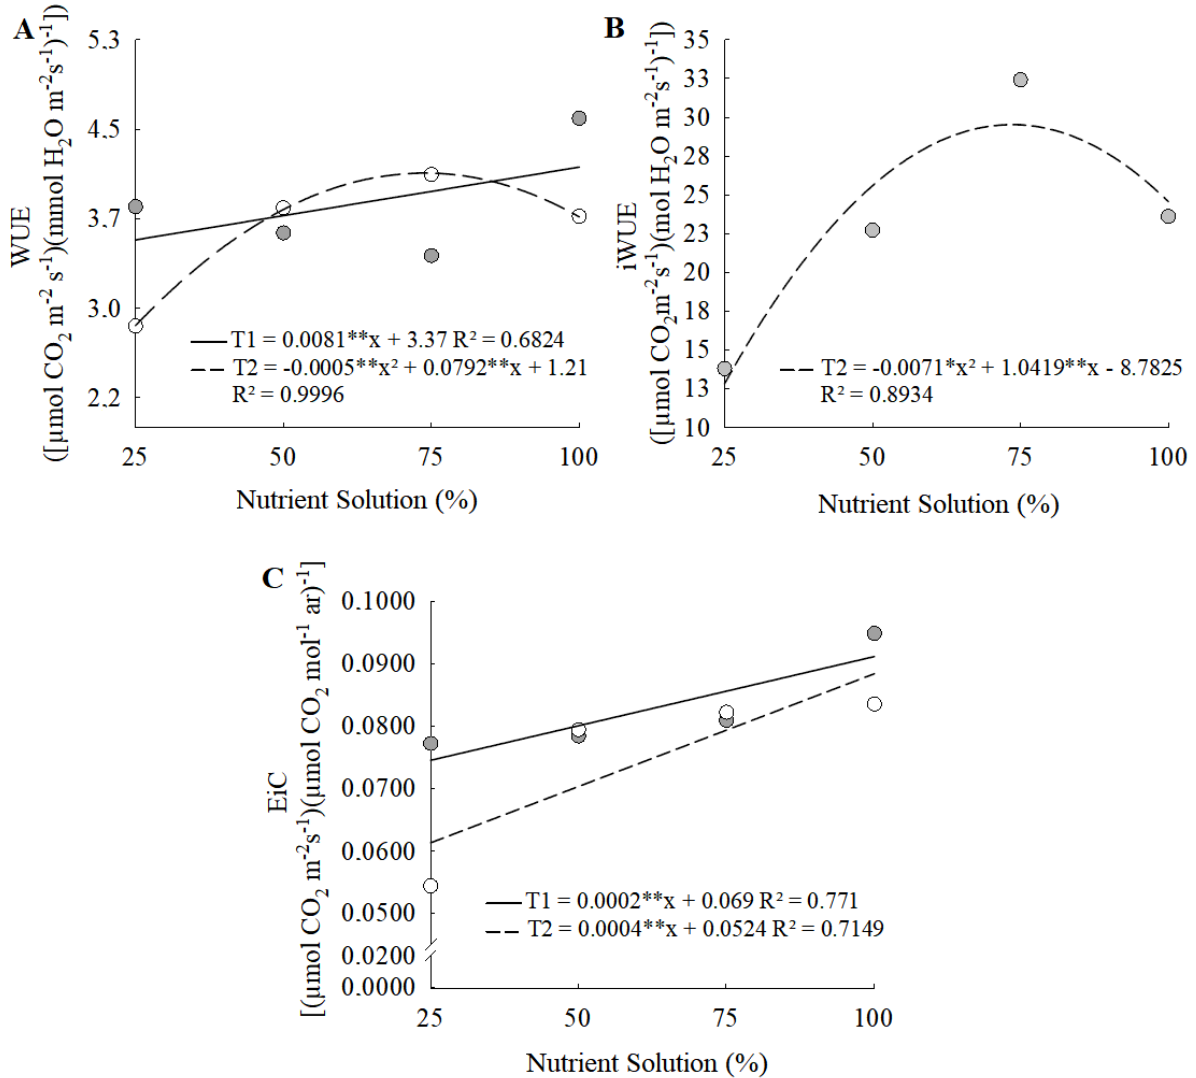 A
WUE
([µmol CO₂ m⁻² s⁻¹)(mmol H₂O m⁻²s⁻¹)⁻¹])
5.3
4.5
3.7
3.0
2.2
T1 = 0.0081**x + 3.37 R² = 0.6824
T2 = -0.0005**x² + 0.0792**x + 1.21
R² = 0.9996
25
50
75
100
Nutrient Solution (%)
B
iWUE
([µmol CO₂m⁻²s⁻¹)(mol H₂O m⁻²s⁻¹)⁻¹])
35
33
30
28
25
23
20
18
15
13
10
T2 = -0.0071*x² + 1.0419**x - 8.7825
R² = 0.8934
25
50
75
100
Nutrient Solution (%)
C
EiC
[(µmol CO₂ m⁻²s⁻¹)(µmol CO₂ mol⁻¹ ar)⁻¹]
0.1000
0.0900
0.0800
0.0700
0.0600
0.0500
0.0200
0.0000
T1 = 0.0002**x + 0.069 R² = 0.771
T2 = 0.0004**x + 0.0524 R² = 0.7149
25
50
75
100
Nutrient Solution (%)